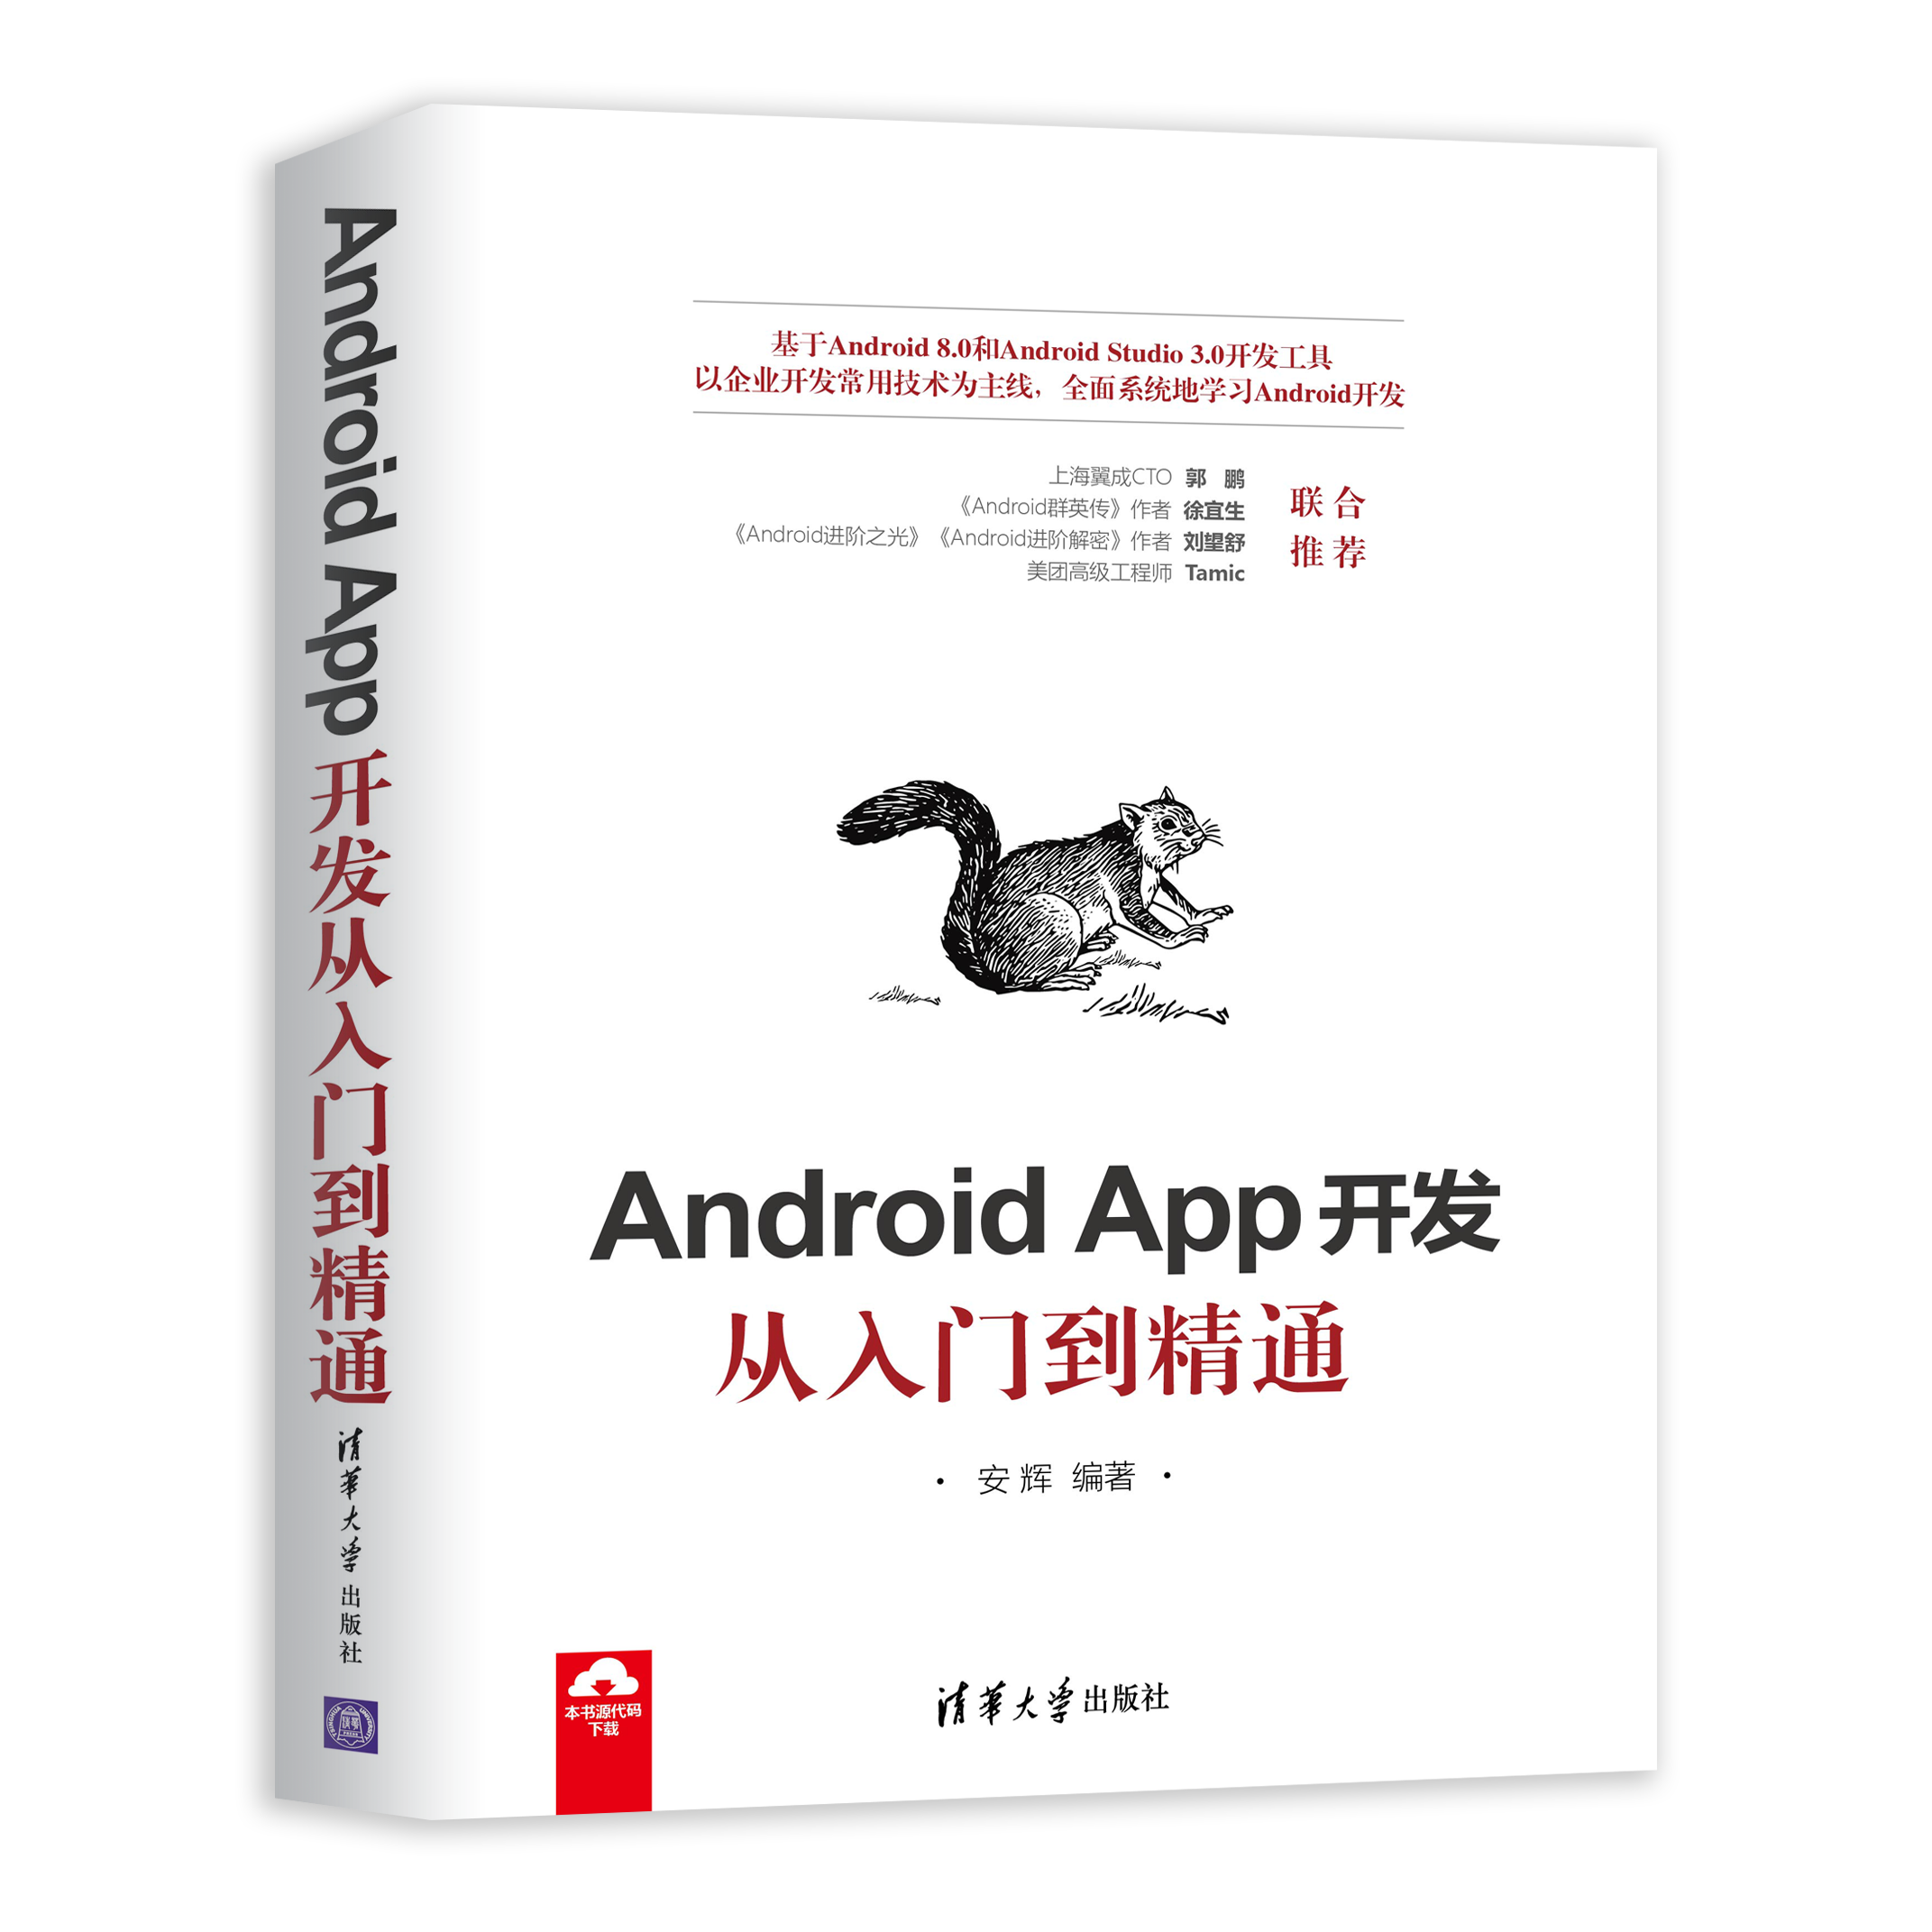 Android App 开发从入门到精通
清华大学出版社
基于Android 8.0和Android Studio 3.0开发工具
以企业开发常用技术为主线，全面系统地学习Android开发
上海翼成CTO 郭 鹏
《Android群英传》作者 徐宜生
《Android进阶之光》《Android进阶解密》作者 刘望舒
美团高级工程师 Tamic
联合
推荐
Android App 开发
从入门到精通
· 安辉 编著 ·
本书源代码
下载
清華大学出版社